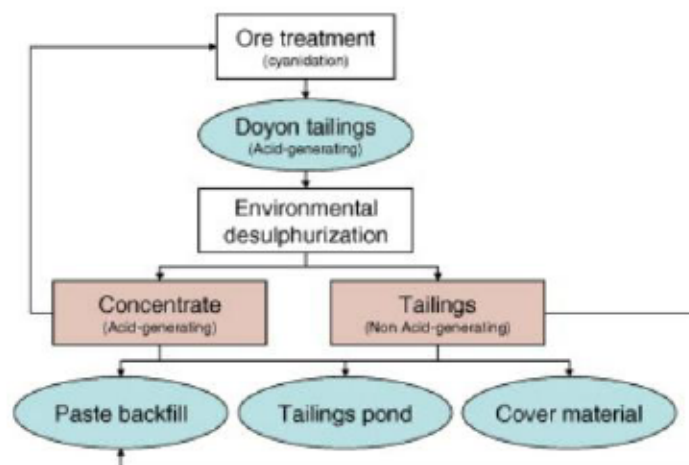 Ore treatment
(cyanidation)
Doyon tailings
(Acid-generating)
Environmental
desulphurization
Concentrate
(Acid-generating)
Tailings
(Non Acid-generating)
Paste backfill
Tailings pond
Cover material